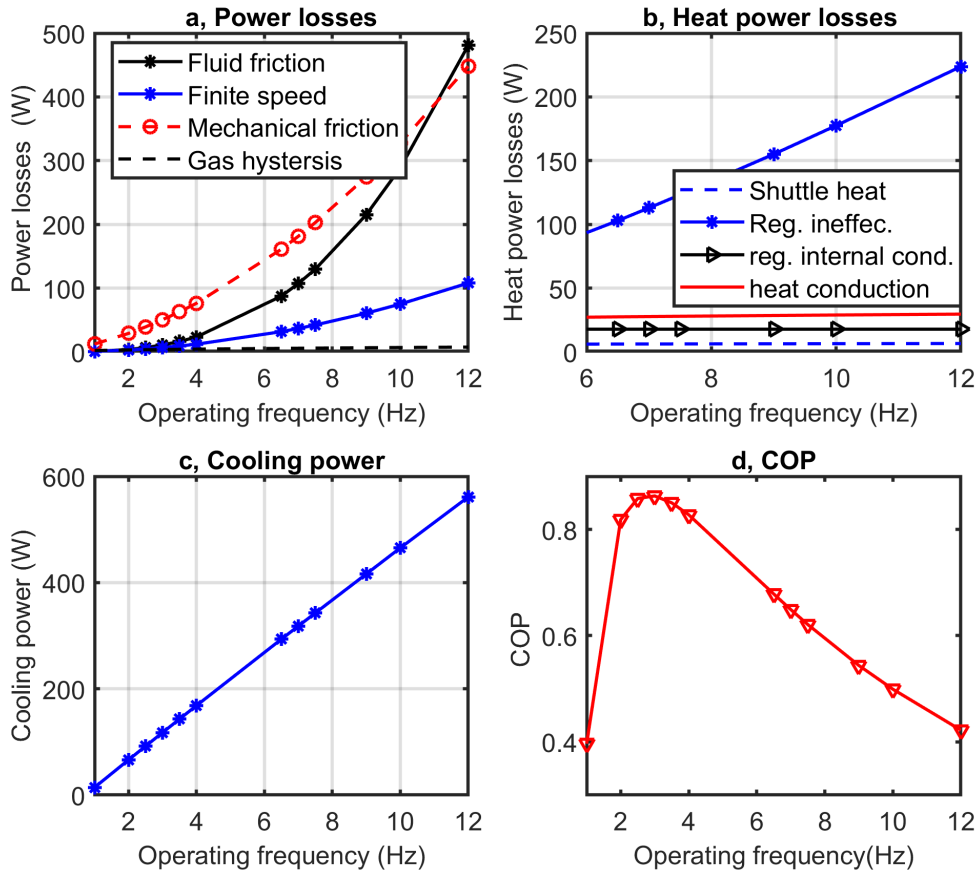 a, Power losses
500
400
300
200
100
0
2
4
6
8
10
12
Power losses (W)
Operating frequency (Hz)
Fluid friction
Finite speed
Mechanical friction
Gas hystersis
b, Heat power losses
250
200
150
100
50
0
6
8
10
12
Heat power losses (W)
Operating frequency (Hz)
Shuttle heat
Reg. ineffec.
reg. internal cond.
heat conduction
c, Cooling power
600
400
200
0
2
4
6
8
10
12
Cooling power (W)
Operating frequency (Hz)
d, COP
0.8
0.6
0.4
2
4
6
8
10
12
COP
Operating frequency(Hz)